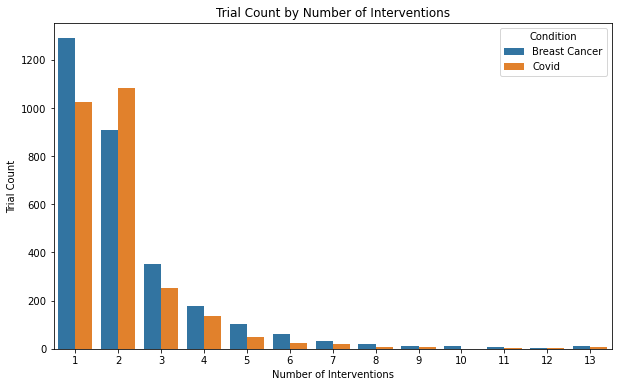 Trial Count by Number of Interventions
Condition
Breast Cancer
Covid
Trial Count
1200
1000
800
600
400
200
0
1 2 3 4 5 6 7 8 9 10 11 12 13
Number of Interventions